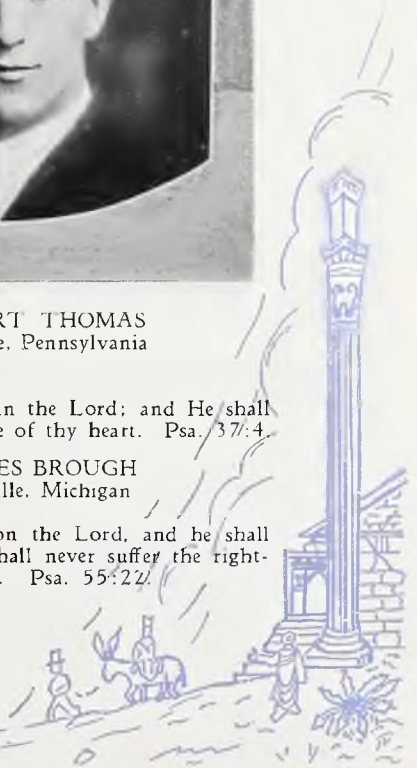 RT THOMAS
e, Pennsylvania
in the Lord; and He shall
e of thy heart. Psa. 37:4.
ES BROUGH
lle, Michigan
on the Lord, and he shall
hall never suffer the right-
. Psa. 55:22.